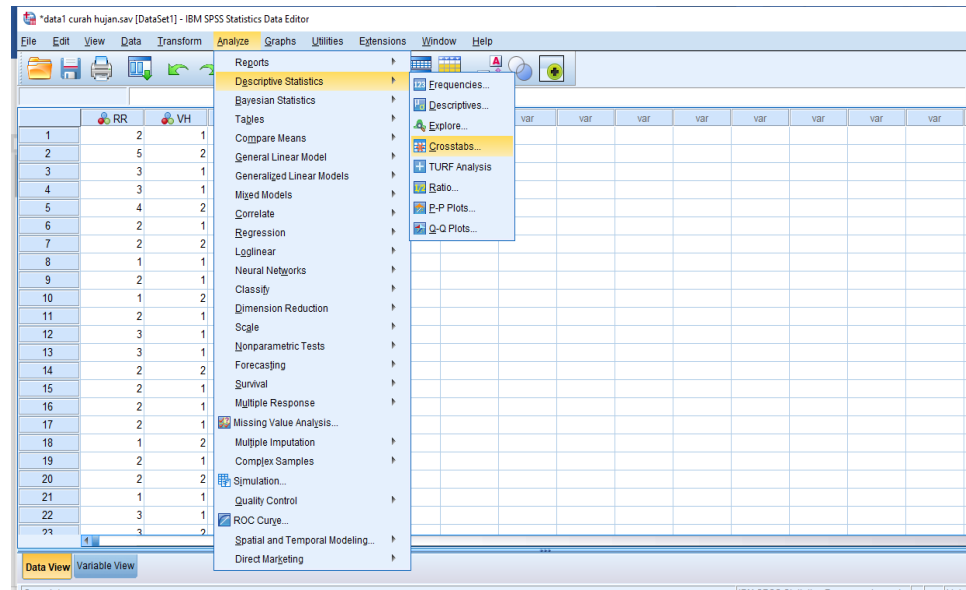 *data1 curah hujan.sav [DataSet1] - IBM SPSS Statistics Data Editor
File Edit View Data Transform Analyze Graphs Utilities Extensions Window Help
Reports
Descriptive Statistics
Bayesian Statistics
Tables
Compare Means
General Linear Model
Generalized Linear Models
Mixed Models
Correlate
Regression
Loglinear
Neural Networks
Classify
Dimension Reduction
Scale
Nonparametric Tests
Forecasting
Survival
Multiple Response
Missing Value Analysis...
Multiple Imputation
Complex Samples
Simulation...
Quality Control
ROC Curve...
Spatial and Temporal Modeling...
Direct Marketing
Frequencies...
Descriptives...
Explore...
Crosstabs...
TURF Analysis
Ratio...
P-P Plots...
Q-Q Plots...
RR VH var var var var var var var
1 2 1
2 5 2
3 3 1
4 3 1
5 4 2
6 2 1
7 2 2
8 1 1
9 2 1
10 1 2
11 2 1
12 3 1
13 3 1
14 2 2
15 2 1
16 2 1
17 2 1
18 1 2
19 2 1
20 2 2
21 1 1
22 3 1
23 3 2
Data View Variable View